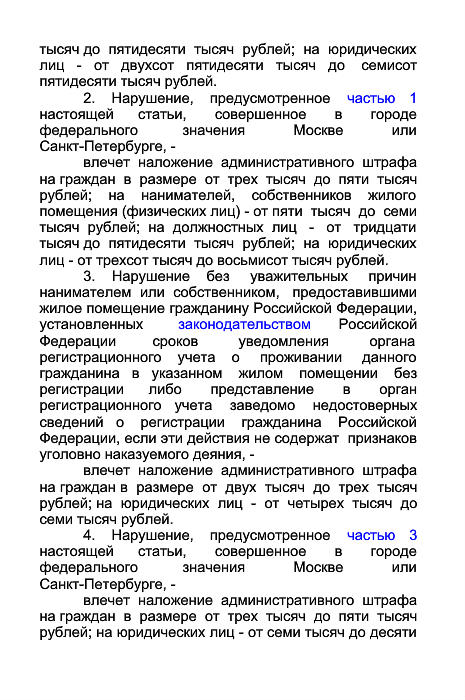 тысяч до пятидесяти тысяч рублей; на юридических
лиц - от двухсот пятидесяти тысяч до семисот
пятидесяти тысяч рублей.
2. Нарушение, предусмотренное частью 1
настоящей статьи, совершенное в городе
федерального значения Москве или
Санкт-Петербурге, -
влечет наложение административного штрафа
на граждан в размере от трех тысяч до пяти тысяч
рублей; на нанимателей, собственников жилого
помещения (физических лиц) - от пяти тысяч до семи
тысяч рублей; на должностных лиц - от тридцати
тысяч до пятидесяти тысяч рублей; на юридических
лиц - от трехсот тысяч до восьмисот тысяч рублей.
3. Нарушение без уважительных причин
нанимателем или собственником, предоставившими
жилое помещение гражданину Российской Федерации,
установленных законодательством Российской
Федерации сроков уведомления органа
регистрационного учета о проживании данного
гражданина в указанном жилом помещении без
регистрации либо представление в орган
регистрационного учета заведомо недостоверных
сведений о регистрации гражданина Российской
Федерации, если эти действия не содержат признаков
уголовно наказуемого деяния, -
влечет наложение административного штрафа
на граждан в размере от двух тысяч до трех тысяч
рублей; на юридических лиц - от четырех тысяч до
семи тысяч рублей.
4. Нарушение, предусмотренное частью 3
настоящей статьи, совершенное в городе
федерального значения Москве или
Санкт-Петербурге, -
влечет наложение административного штрафа
на граждан в размере от трех тысяч до пяти тысяч
рублей; на юридических лиц - от семи тысяч до десяти